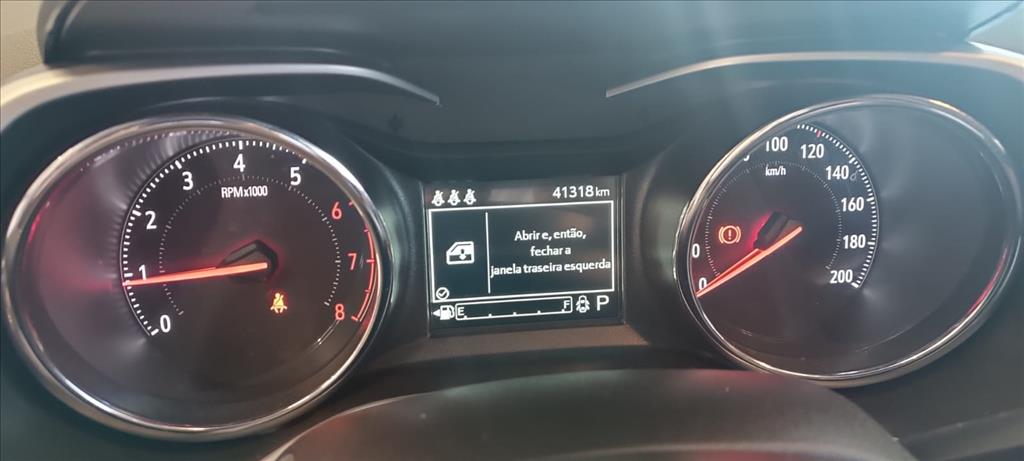 41318 km
Abrir e, então,
fechar a
janela traseira esquerda
E F P
0
1
2
3
4
5
6
7
8
RPMx1000
0
0
100
120
140
160
180
200
km/h